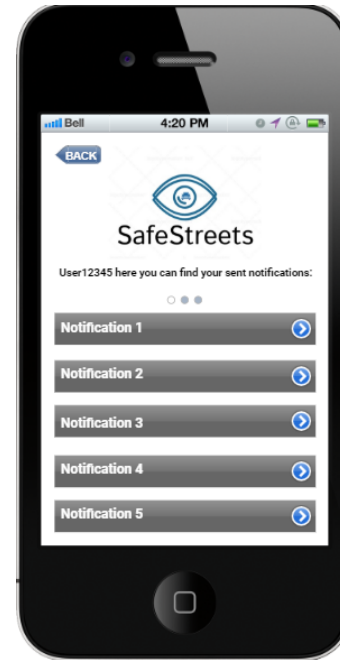 Bell 4:20 PM
BACK
SafeStreets
User12345 here you can find your sent notifications:
Notification 1
Notification 2
Notification 3
Notification 4
Notification 5